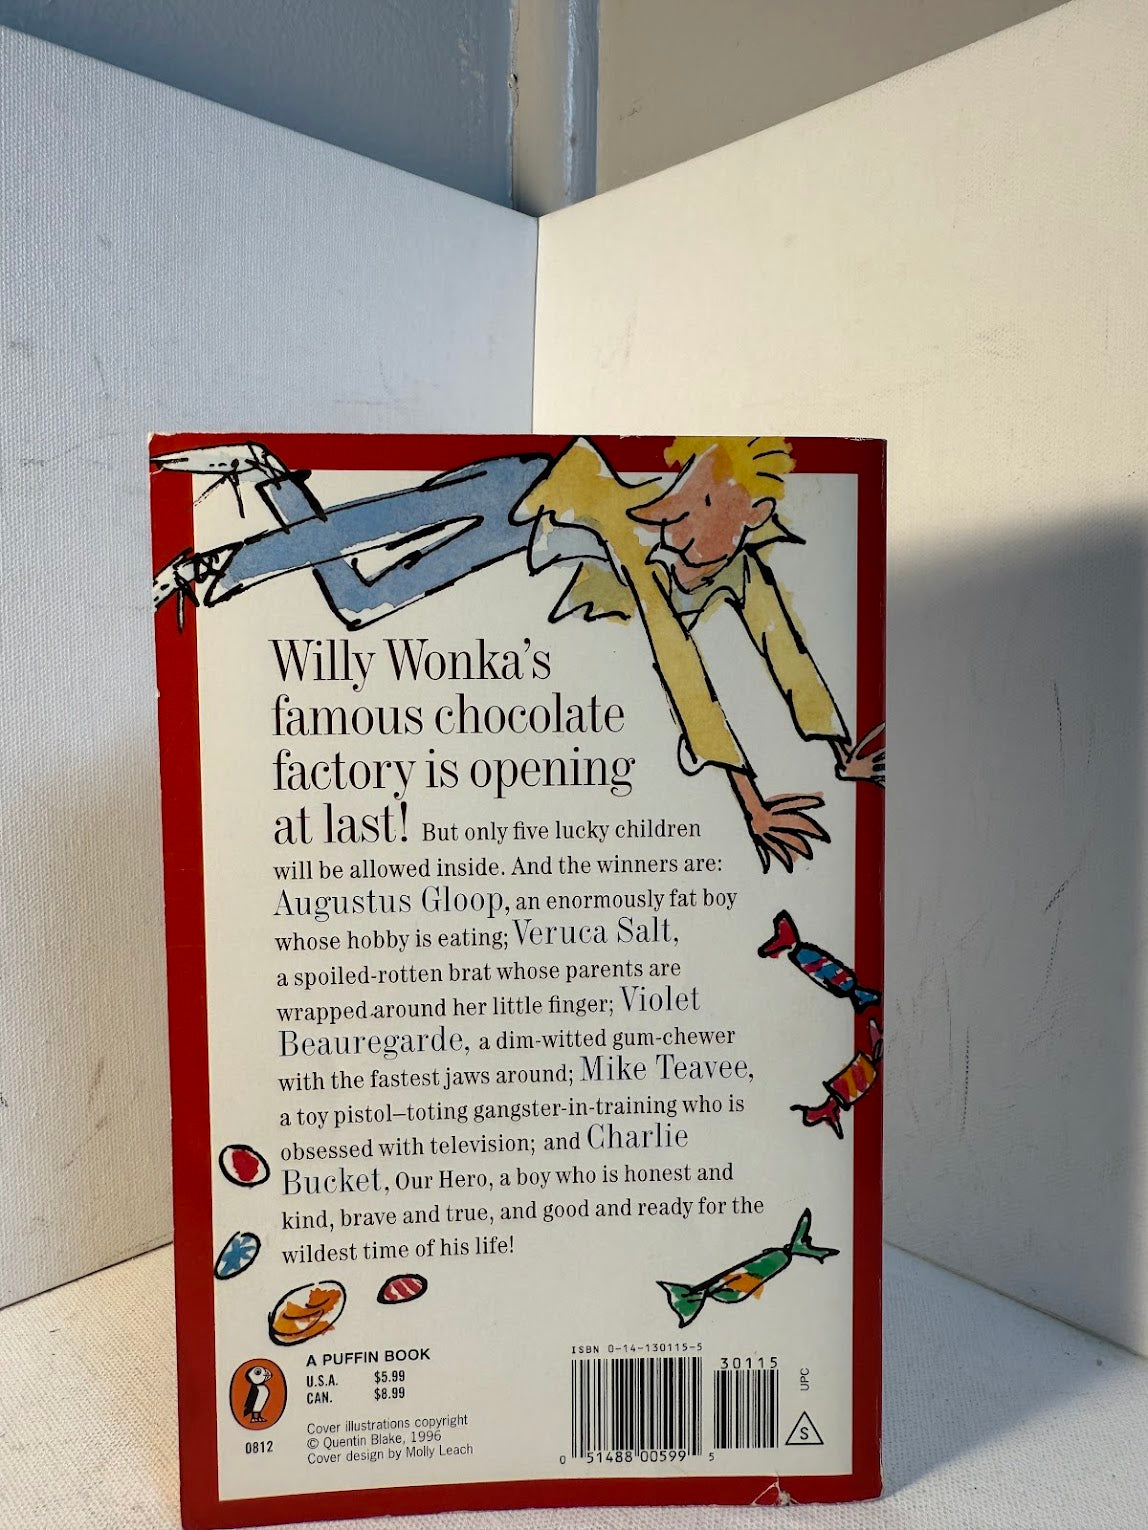 Willy Wonka's
famous chocolate
factory is opening
at last! But only five lucky children
will be allowed inside. And the winners are:
Augustus Gloop, an enormously fat boy
whose hobby is eating; Veruca Salt,
a spoiled-rotten brat whose parents are
wrapped around her little finger; Violet
Beauregarde, a dim-witted gum-chewer
with the fastest jaws around; Mike Teavee,
a toy pistol–toting gangster-in-training who is
obsessed with television; and Charlie
Bucket, Our Hero, a boy who is honest and
kind, brave and true, and good and ready for the
wildest time of his life!
A PUFFIN BOOK
U.S.A. $5.99
CAN. $8.99
0812
Cover illustrations copyright
© Quentin Blake, 1996
Cover design by Molly Leach
ISBN 0-14-130115-5
30115
0 51488 00599 5
UPC
S